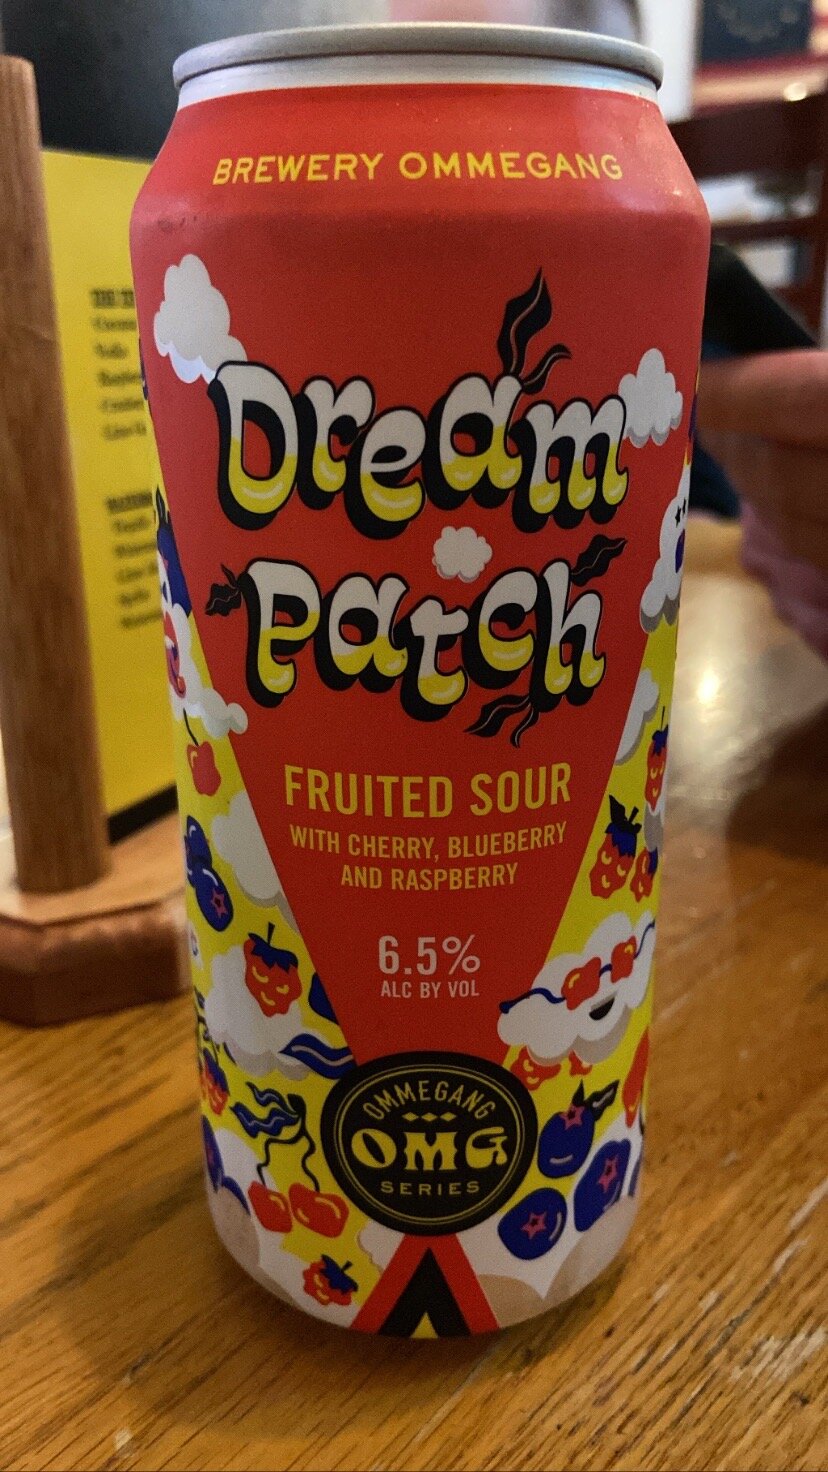 BREWERY OMMEGANG
Dream
Patch
FRUITED SOUR
WITH CHERRY, BLUEBERRY
AND RASPBERRY
6.5%
ALC BY VOL
OMMEGANG
OMG
SERIES